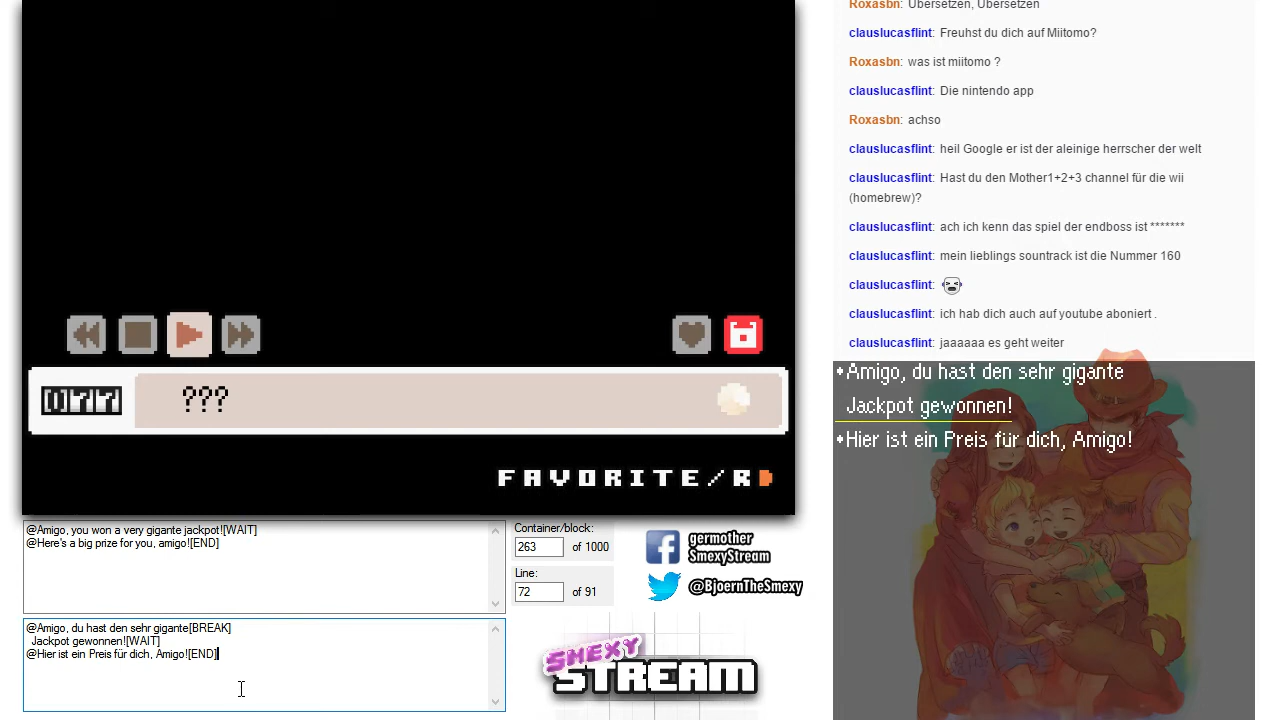 Roxasbn: Übersetzen, Übersetzen
clauslucasflint: Freuhst du dich auf Miitomo?
Roxasbn: was ist miitomo ?
clauslucasflint: Die nintendo app
Roxasbn: achso
clauslucasflint: heil Google er ist der aleinige herrscher der welt
clauslucasflint: Hast du den Mother1+2+3 channel für die wii
(homebrew)?
clauslucasflint: ach ich kenn das spiel der endboss ist *******
clauslucasflint: mein lieblings sountrack ist die Nummer 160
clauslucasflint:
clauslucasflint: ich hab dich auch auf youtube aboniert .
clauslucasflint: jaaaaaa es geht weiter
•Amigo, du hast den sehr gigante
Jackpot gewonnen!
•Hier ist ein Preis für dich, Amigo!
???
FAVORITE/R
@Amigo, you won a very gigante jackpot![WAIT]
@Here's a big prize for you, amigo![END]
Container/block:
263 of 1000
Line:
72 of 91
@Amigo, du hast den sehr gigante[BREAK]
Jackpot gewonnen![WAIT]
@Hier ist ein Preis für dich, Amigo![END]
germother
SmexyStream
@BjoernTheSmexy
SMEXY
STREAM